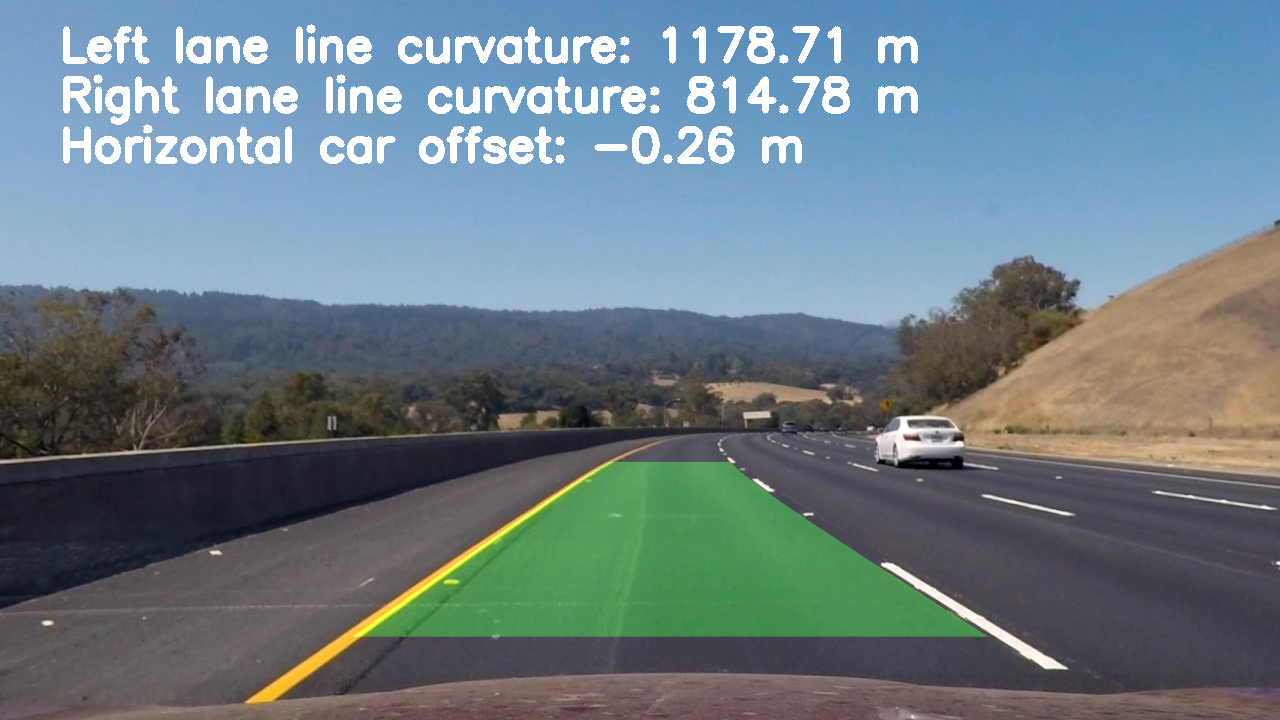 Left lane line curvature: 1178.71 m
Right lane line curvature: 814.78 m
Horizontal car offset: -0.26 m